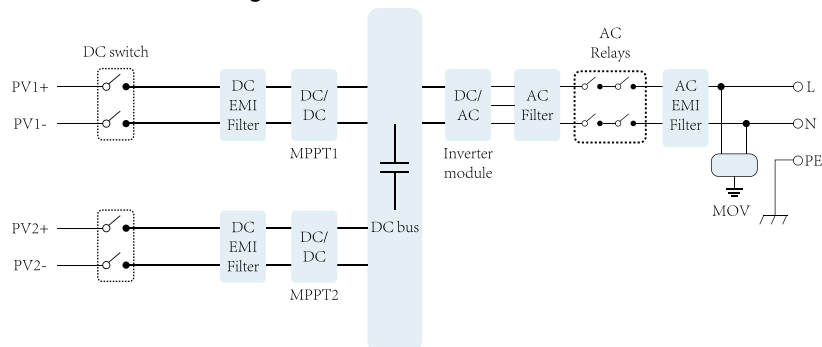 DC switch
PV1+
PV1-
DC
EMI
Filter
DC/
DC
MPPT1
PV2+
PV2-
DC
EMI
Filter
DC/
DC
MPPT2
DC bus
DC/
AC
Inverter
module
AC
Filter
AC
Relays
AC
EMI
Filter
L
N
PE
MOV